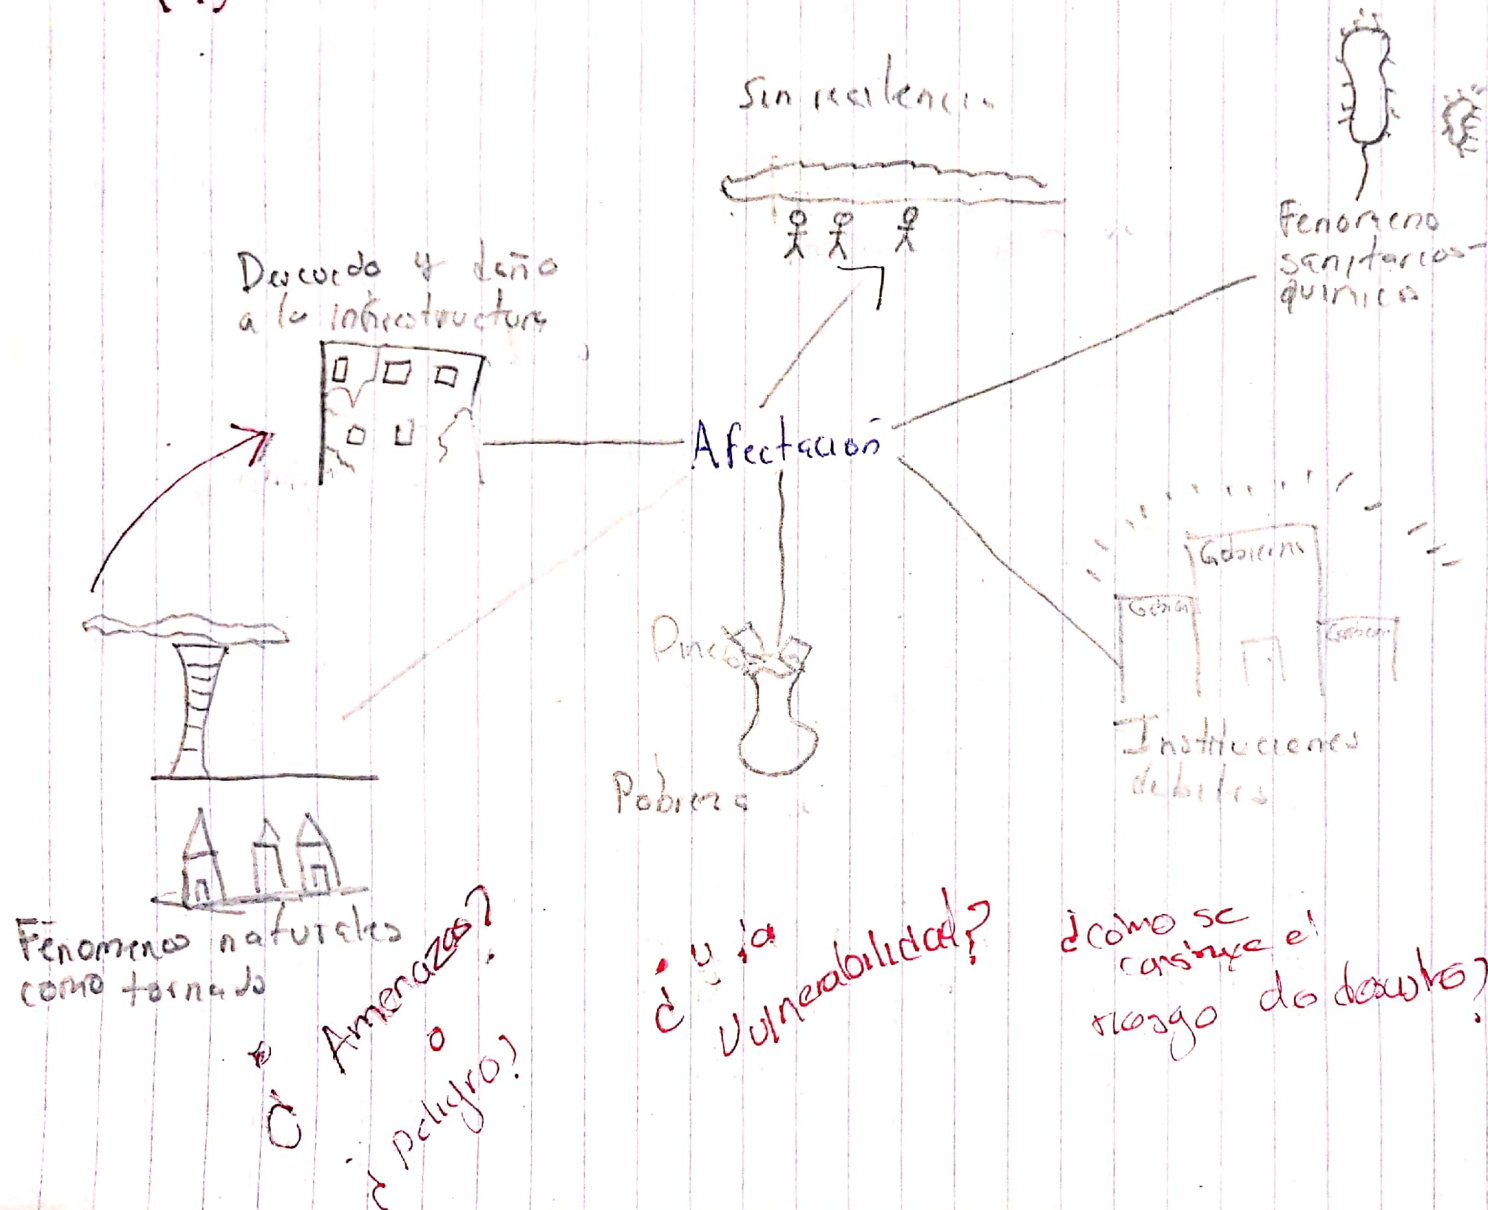 Sin resilencia
Fenomeno
sanitarios-
quimico
Descuido y daño
a la infraestructura
Afectación
Gobierno
Dinero
Pobreza
Instituciones
debiles
Fenomenos naturales
como tornado
¿ Amenazas?
o
¿ peligro?
¿ y la
Vulnerabilidad?
¿como se
construye el
riesgo de desastre?